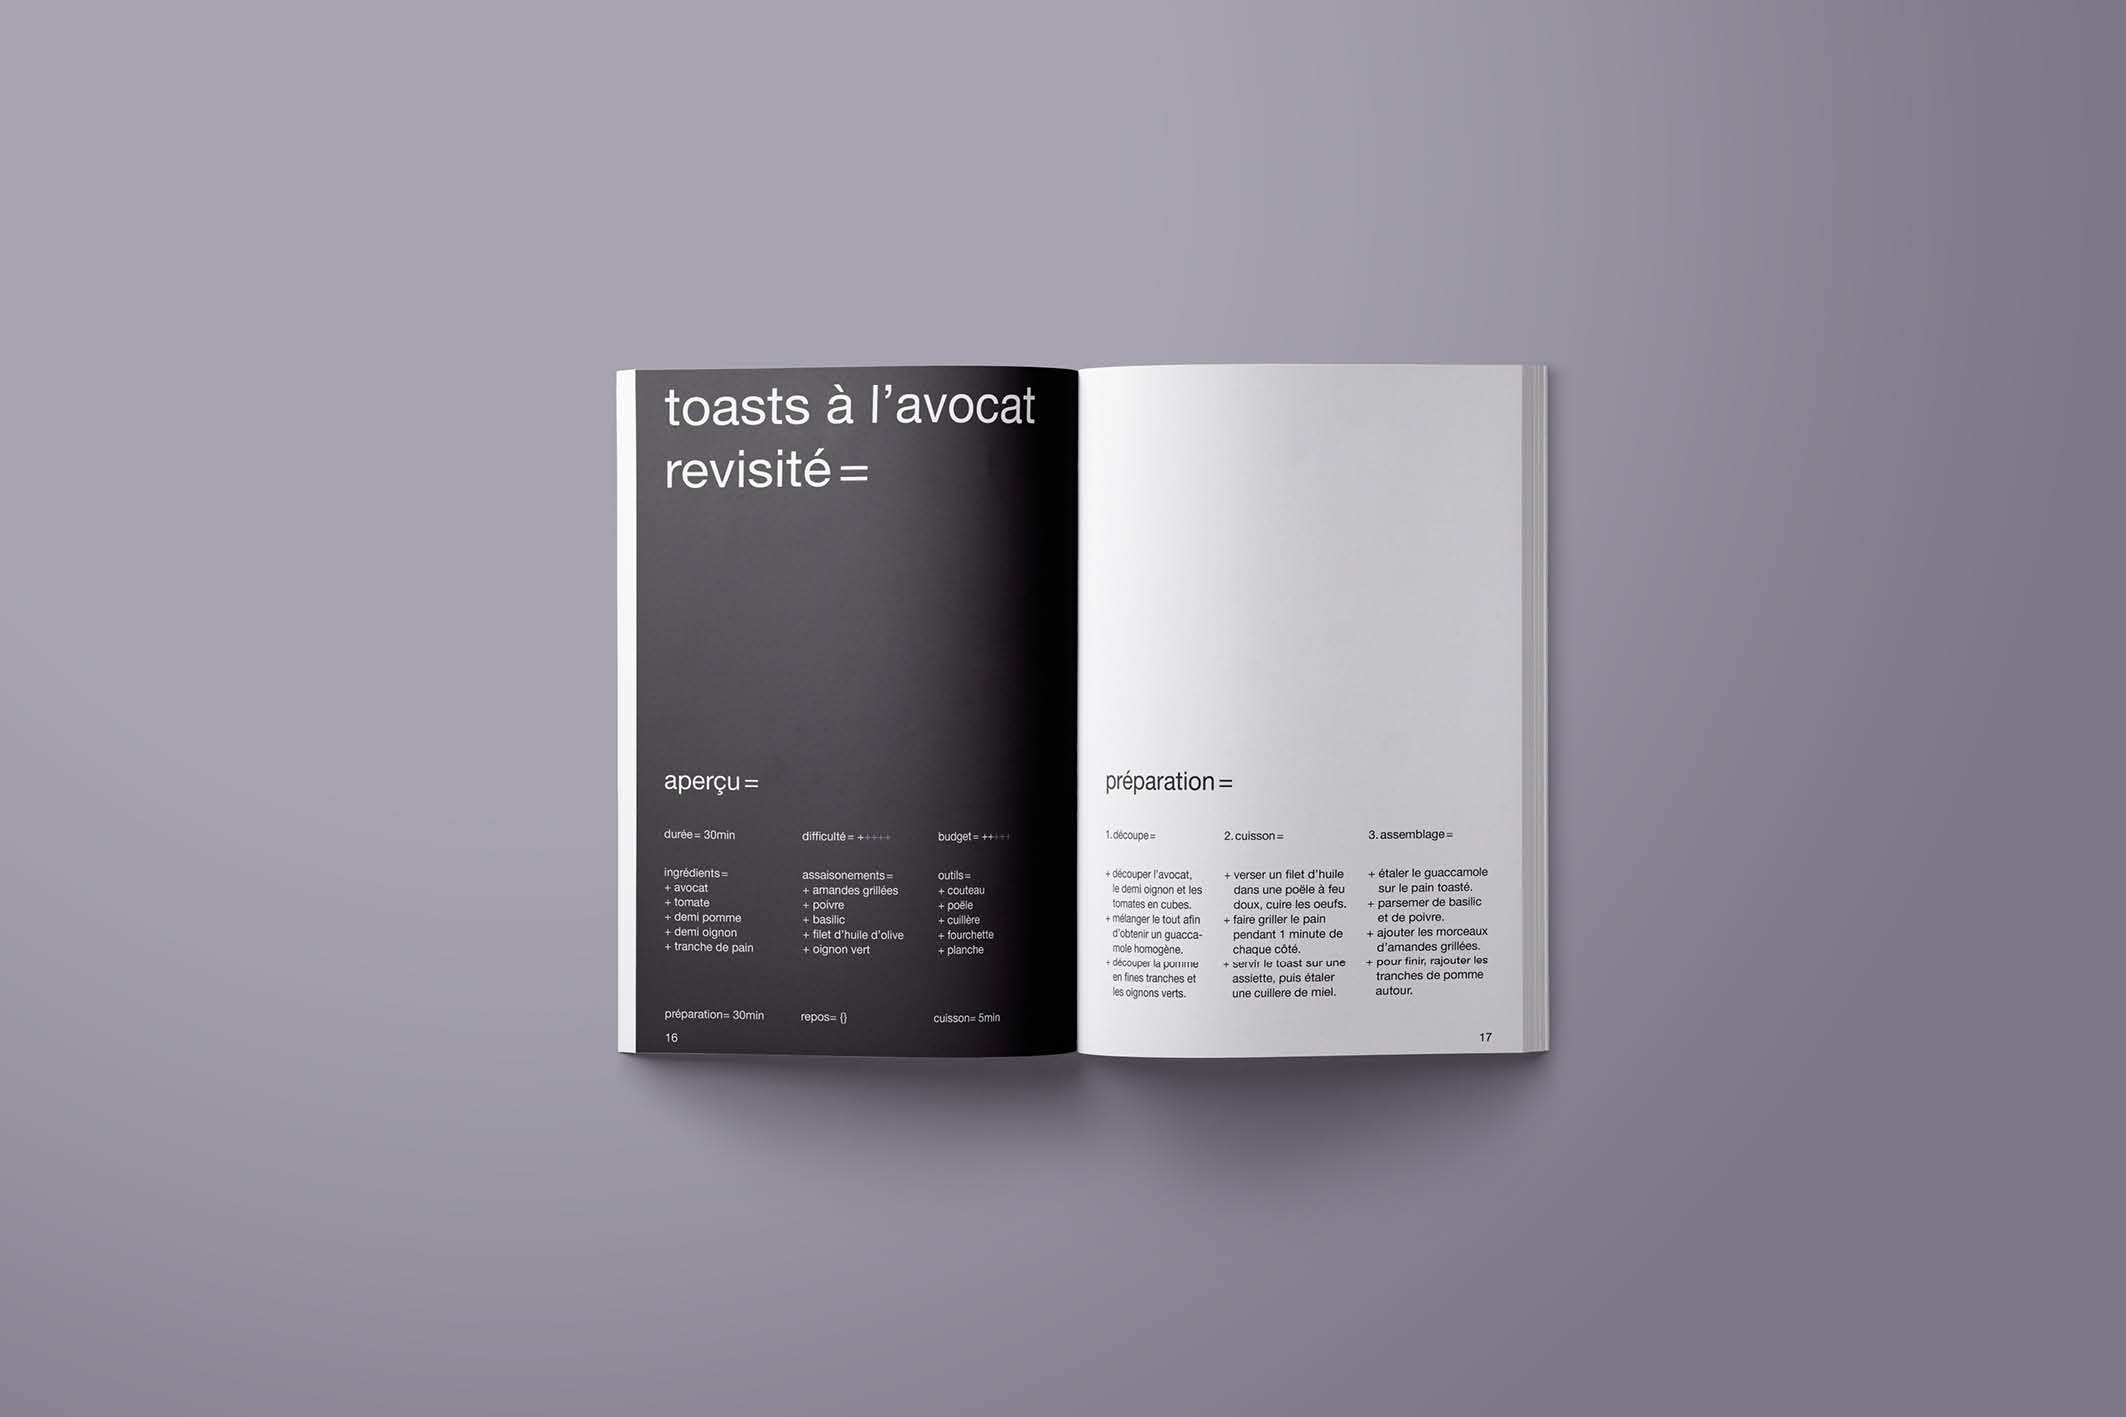 toasts à l’avocat
revisité =
aperçu =
durée = 30min
difficulté = +++++
budget = +++++
ingrédients =
+ avocat
+ tomate
+ demi pomme
+ demi oignon
+ tranche de pain
assaisonements =
+ amandes grillées
+ poivre
+ basilic
+ filet d’huile d’olive
+ oignon vert
outils =
+ couteau
+ poële
+ cuillère
+ fourchette
+ planche
préparation= 30min
repos= {}
cuisson= 5min
16
préparation =
1. découpe =
+ découper l’avocat,
le demi oignon et les
tomates en cubes.
+ mélanger le tout afin
d’obtenir un guacca-
mole homogène.
+ découper la pomme
en fines tranches et
les oignons verts.
2. cuisson =
+ verser un filet d’huile
dans une poële à feu
doux, cuire les oeufs.
+ faire griller le pain
pendant 1 minute de
chaque côté.
+ servir le toast sur une
assiette, puis étaler
une cuillere de miel.
3. assemblage =
+ étaler le guaccamole
sur le pain toasté.
+ parsemer de basilic
et de poivre.
+ ajouter les morceaux
d’amandes grillées.
+ pour finir, rajouter les
tranches de pomme
autour.
17